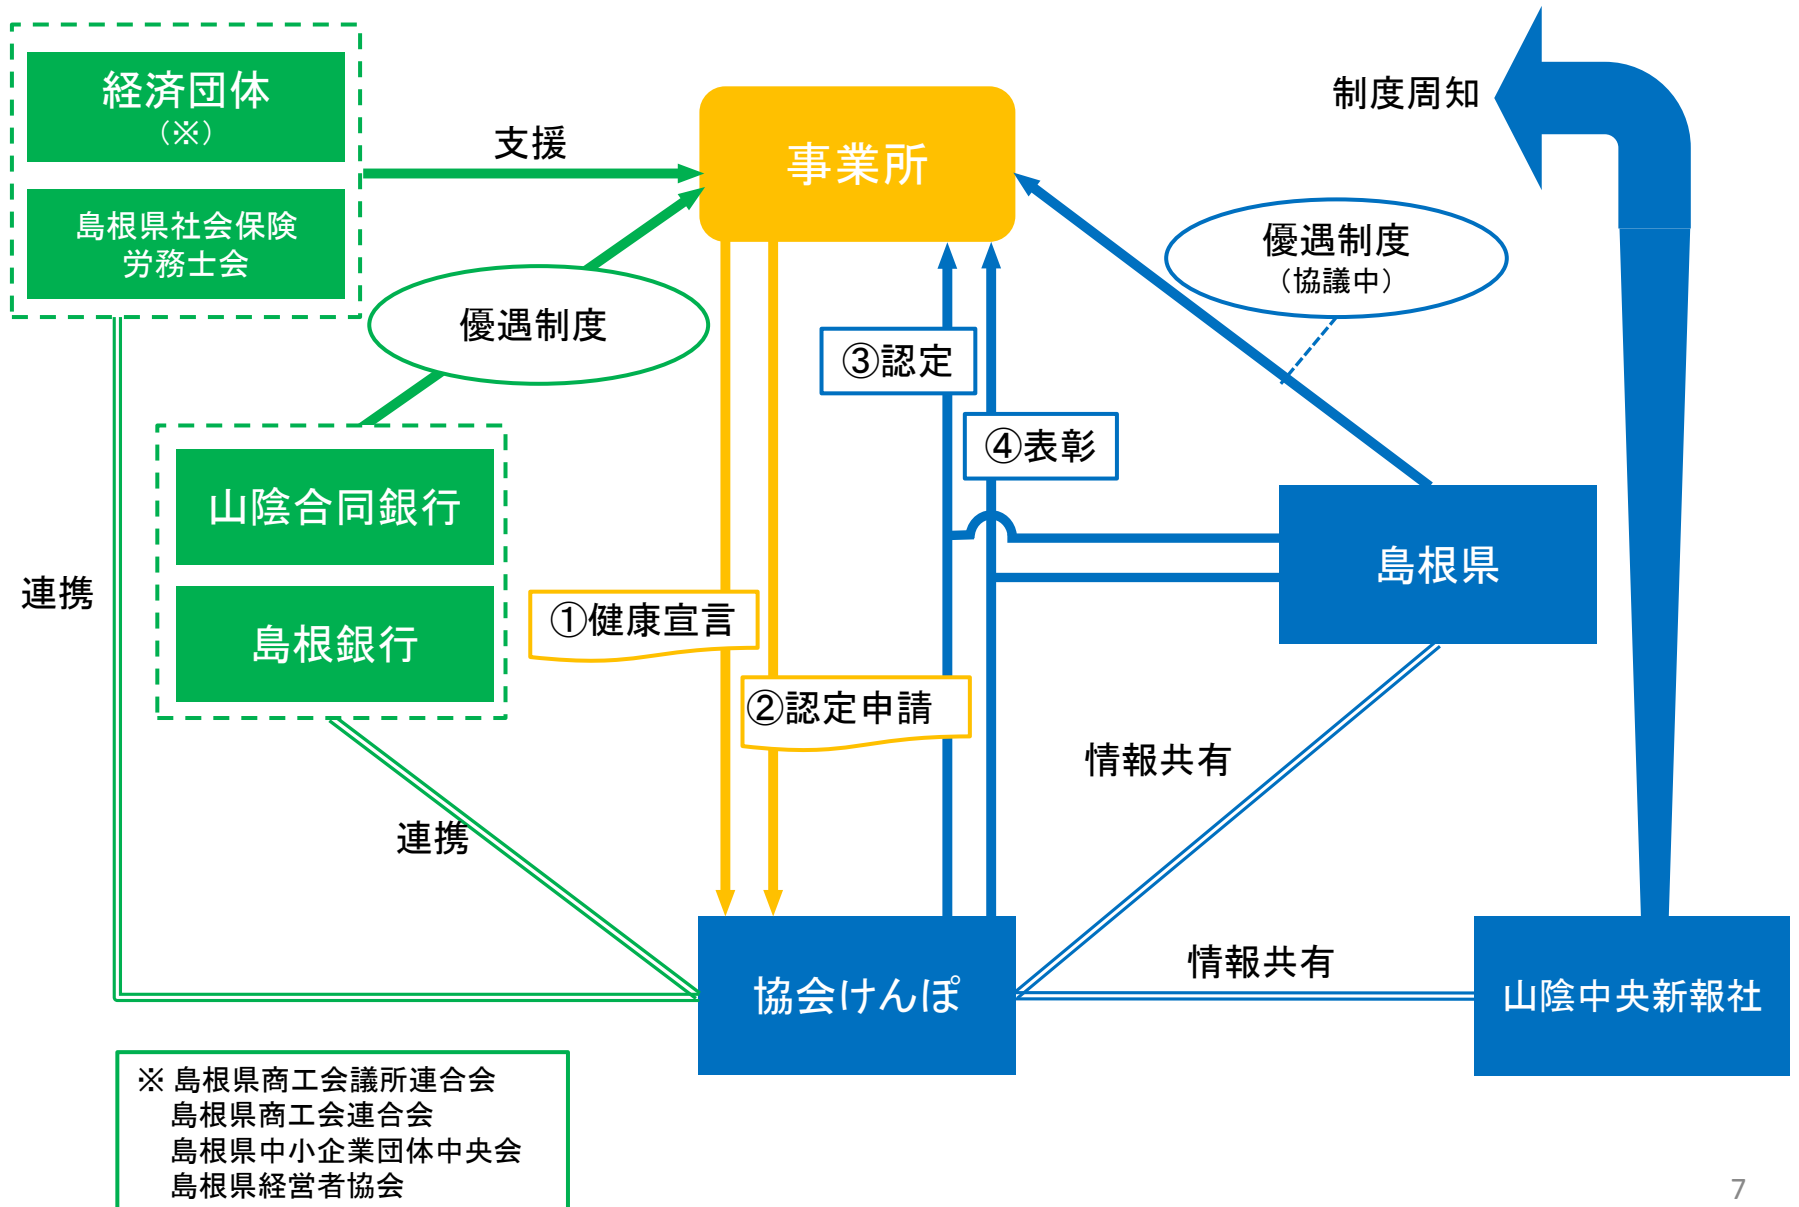 経済団体
（※）
島根県社会保険
労務士会
支援
事業所
制度周知
優遇制度
（協議中）
優遇制度
③認定
④表彰
山陰合同銀行
島根銀行
連携
①健康宣言
②認定申請
島根県
情報共有
連携
協会けんぽ
情報共有
山陰中央新報社
※ 島根県商工会議所連合会
島根県商工会連合会
島根県中小企業団体中央会
島根県経営者協会
7